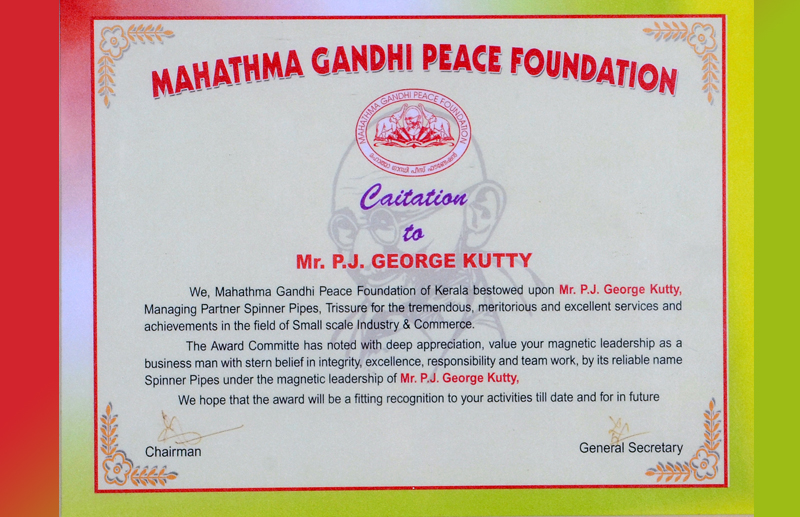 MAHATHMA GANDHI PEACE FOUNDATION
MAHATHMA GANDHI PEACE FOUNDATION
മഹാത്മാ ഗാന്ധി പീസ് ഫൗണ്ടേഷൻ
Caitation
to
Mr. P.J. GEORGE KUTTY
We, Mahathma Gandhi Peace Foundation of Kerala bestowed upon Mr. P.J. George Kutty,
Managing Partner Spinner Pipes, Trissure for the tremendous, meritorious and excellent services and
achievements in the field of Small scale Industry & Commerce.
The Award Committe has noted with deep appreciation, value your magnetic leadership as a
business man with stern belief in integrity, excellence, responsibility and team work, by its reliable name
Spinner Pipes under the magnetic leadership of Mr. P.J. George Kutty,
We hope that the award will be a fitting recognition to your activities till date and for in future
Chairman
General Secretary